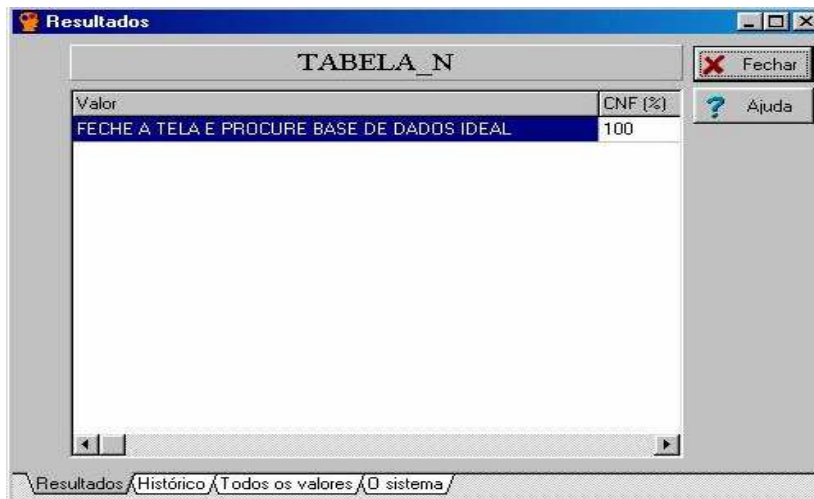 Resultados
TABELA_N
Fechar
Ajuda
Valor CNF (%)
FECHE A TELA E PROCURE BASE DE DADOS IDEAL 100
Resultados Histórico Todos os valores O sistema